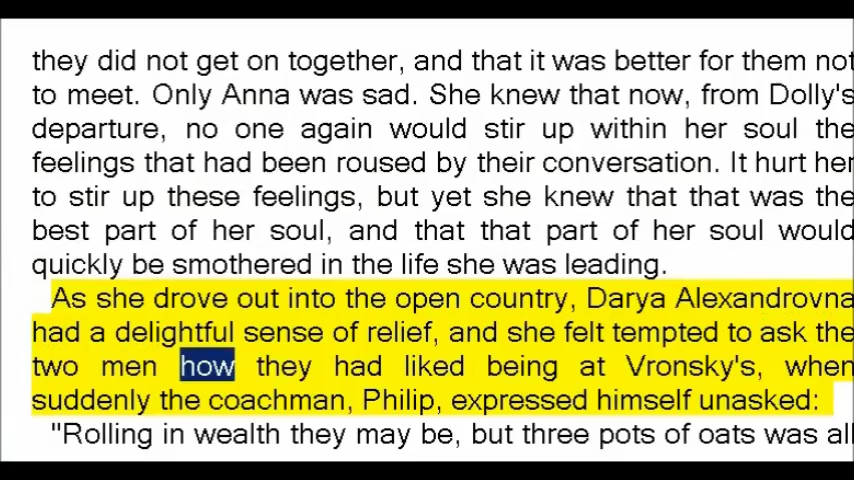 they did not get on together, and that it was better for them not
to meet. Only Anna was sad. She knew that now, from Dolly's
departure, no one again would stir up within her soul the
feelings that had been roused by their conversation. It hurt her
to stir up these feelings, but yet she knew that that was the
best part of her soul, and that that part of her soul would
quickly be smothered in the life she was leading.
As she drove out into the open country, Darya Alexandrovna
had a delightful sense of relief, and she felt tempted to ask the
two men how they had liked being at Vronsky's, when
suddenly the coachman, Philip, expressed himself unasked:
"Rolling in wealth they may be, but three pots of oats was all